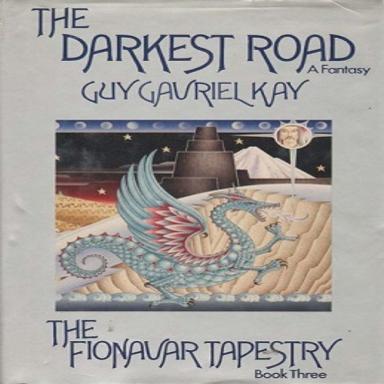 THE
DARKEST ROAD
A Fantasy
GUY GAVRIEL KAY
THE
FIONAVAR TAPESTRY
Book Three